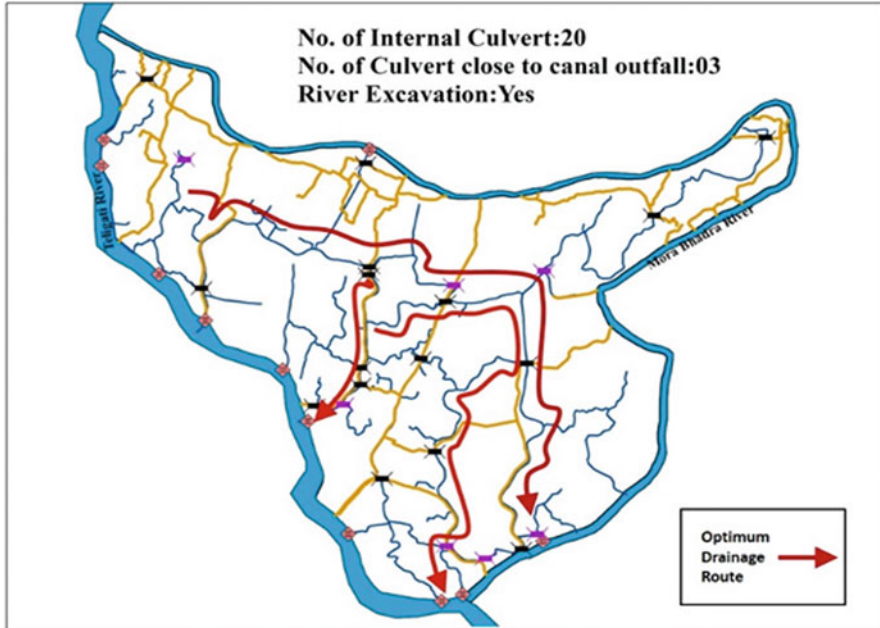 No. of Internal Culvert:20
No. of Culvert close to canal outfall:03
River Excavation:Yes
Teligati River
Mora Bhadra River
Optimum
Drainage
Route